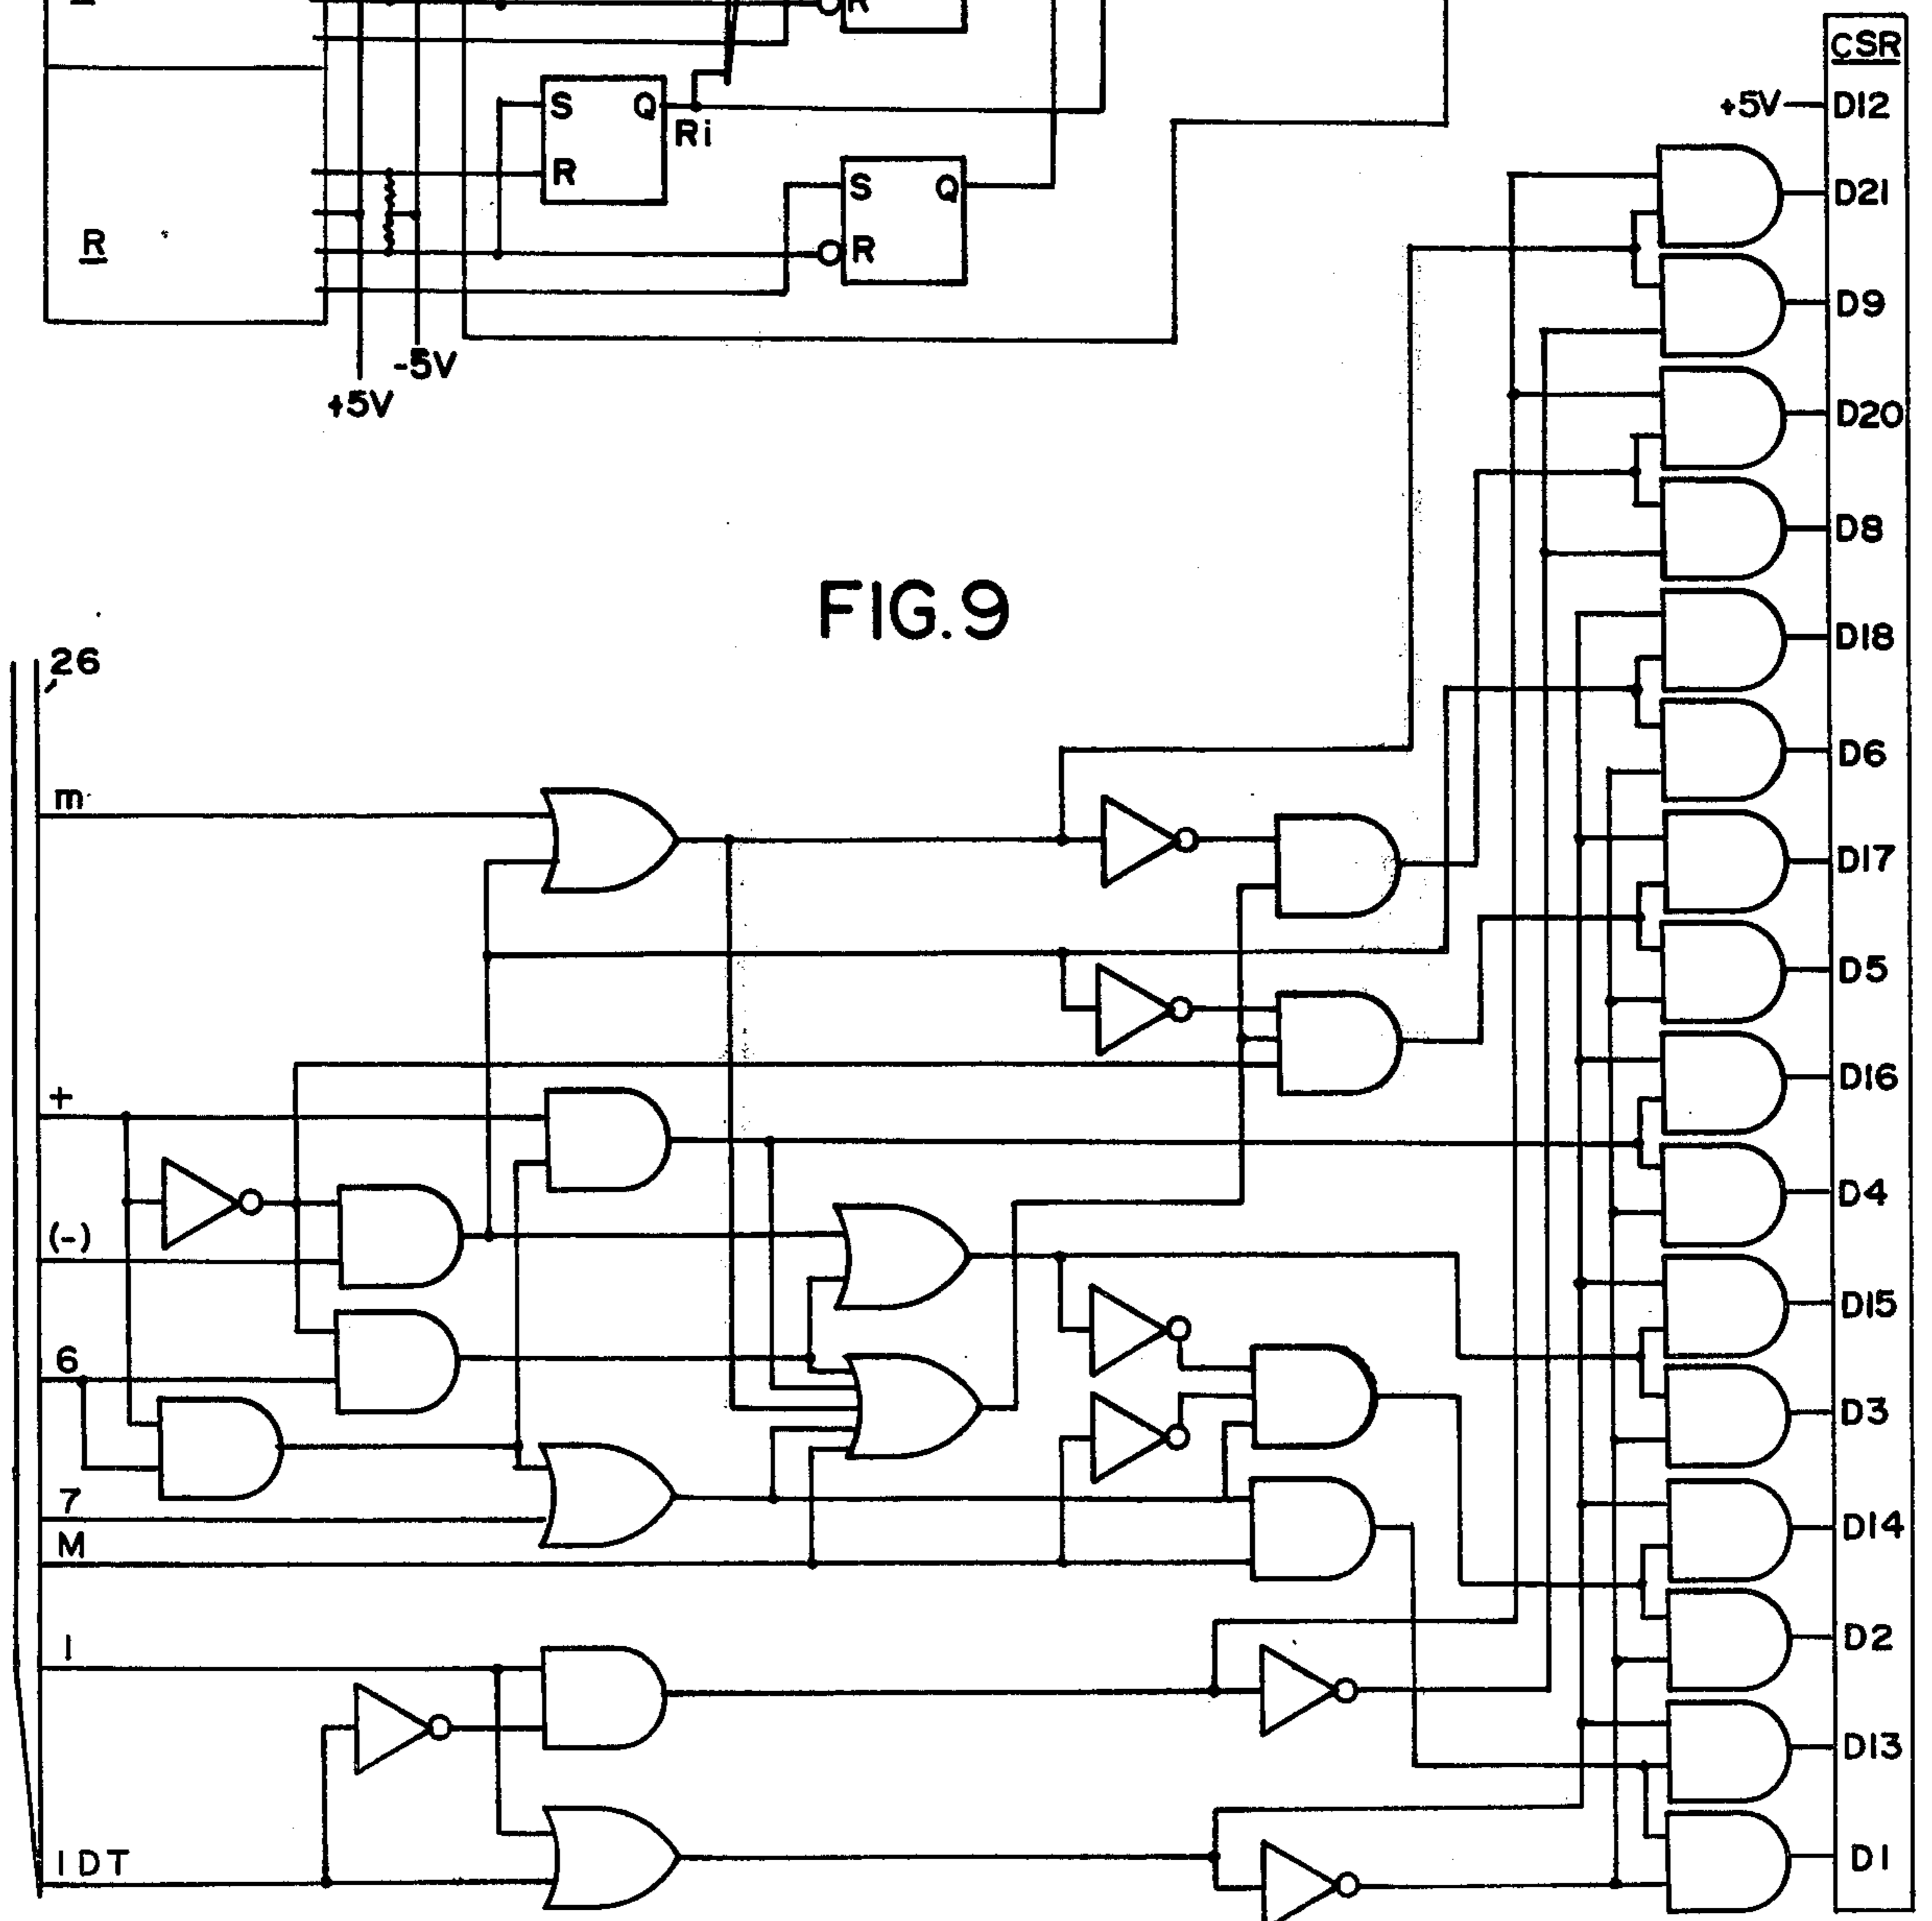 R
CSR
+5V
D12
S Q
Ri
R
S Q
R
R
-5V
+5V
D21
D9
D20
D8
D18
D6
D17
D5
D16
D4
D15
D3
D14
D2
D13
D1
FIG.9
26
m
+
(-)
6
7
M
I
IDT